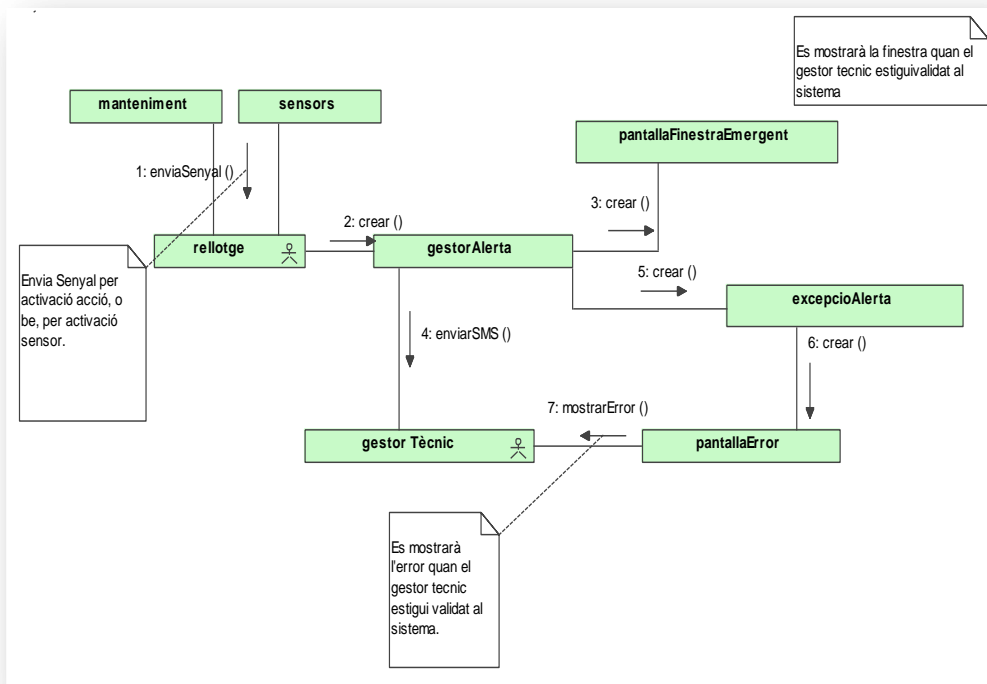 Es mostrarà la finestra quan el
gestor tecnic estiguivalidat al
sistema
manteniment
sensors
pantallaFinestraEmergent
1: enviaSenyal ()
3: crear ()
2: crear ()
rellotge
gestorAlerta
Envia Senyal per
activació acció, o
be, per activació
sensor.
5: crear ()
excepcioAlerta
4: enviarSMS ()
6: crear ()
7: mostrarError ()
gestor Tècnic
pantallaError
Es mostrarà
l'error quan el
gestor tecnic
estigui validat al
sistema.